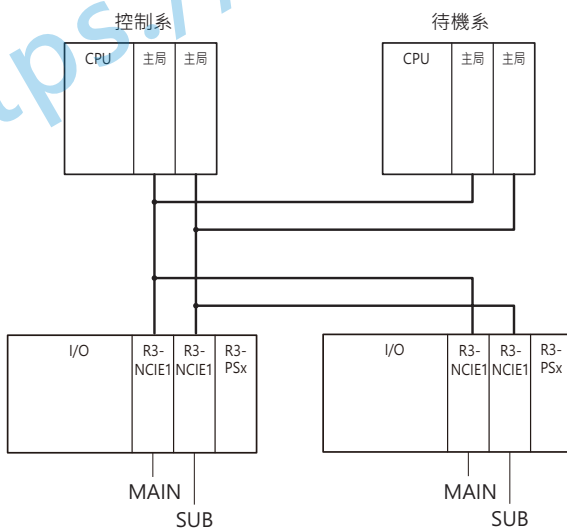 控制系
待機系
CPU
主局
主局
CPU
主局
主局
I/O
R3-
NCIE1
R3-
NCIE1
R3-
PSx
I/O
R3-
NCIE1
R3-
NCIE1
R3-
PSx
MAIN
SUB
MAIN
SUB